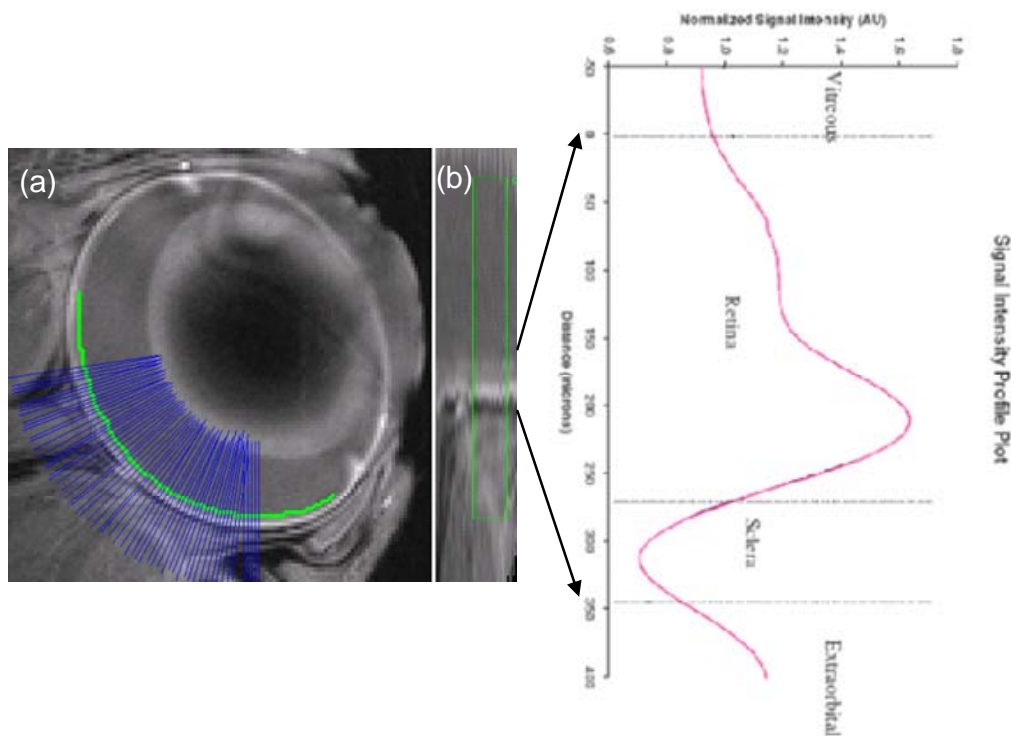 (a)
(b)
Signal Intensity Profile Plot
Normalized Signal Intensity (AU)
0.6 0.8 1.0 1.2 1.4 1.6 1.8
-50 0 50 100 150 200 250 300 350 400
Distance (microns)
Vitreous
Retina
Sclera
Extraorbital